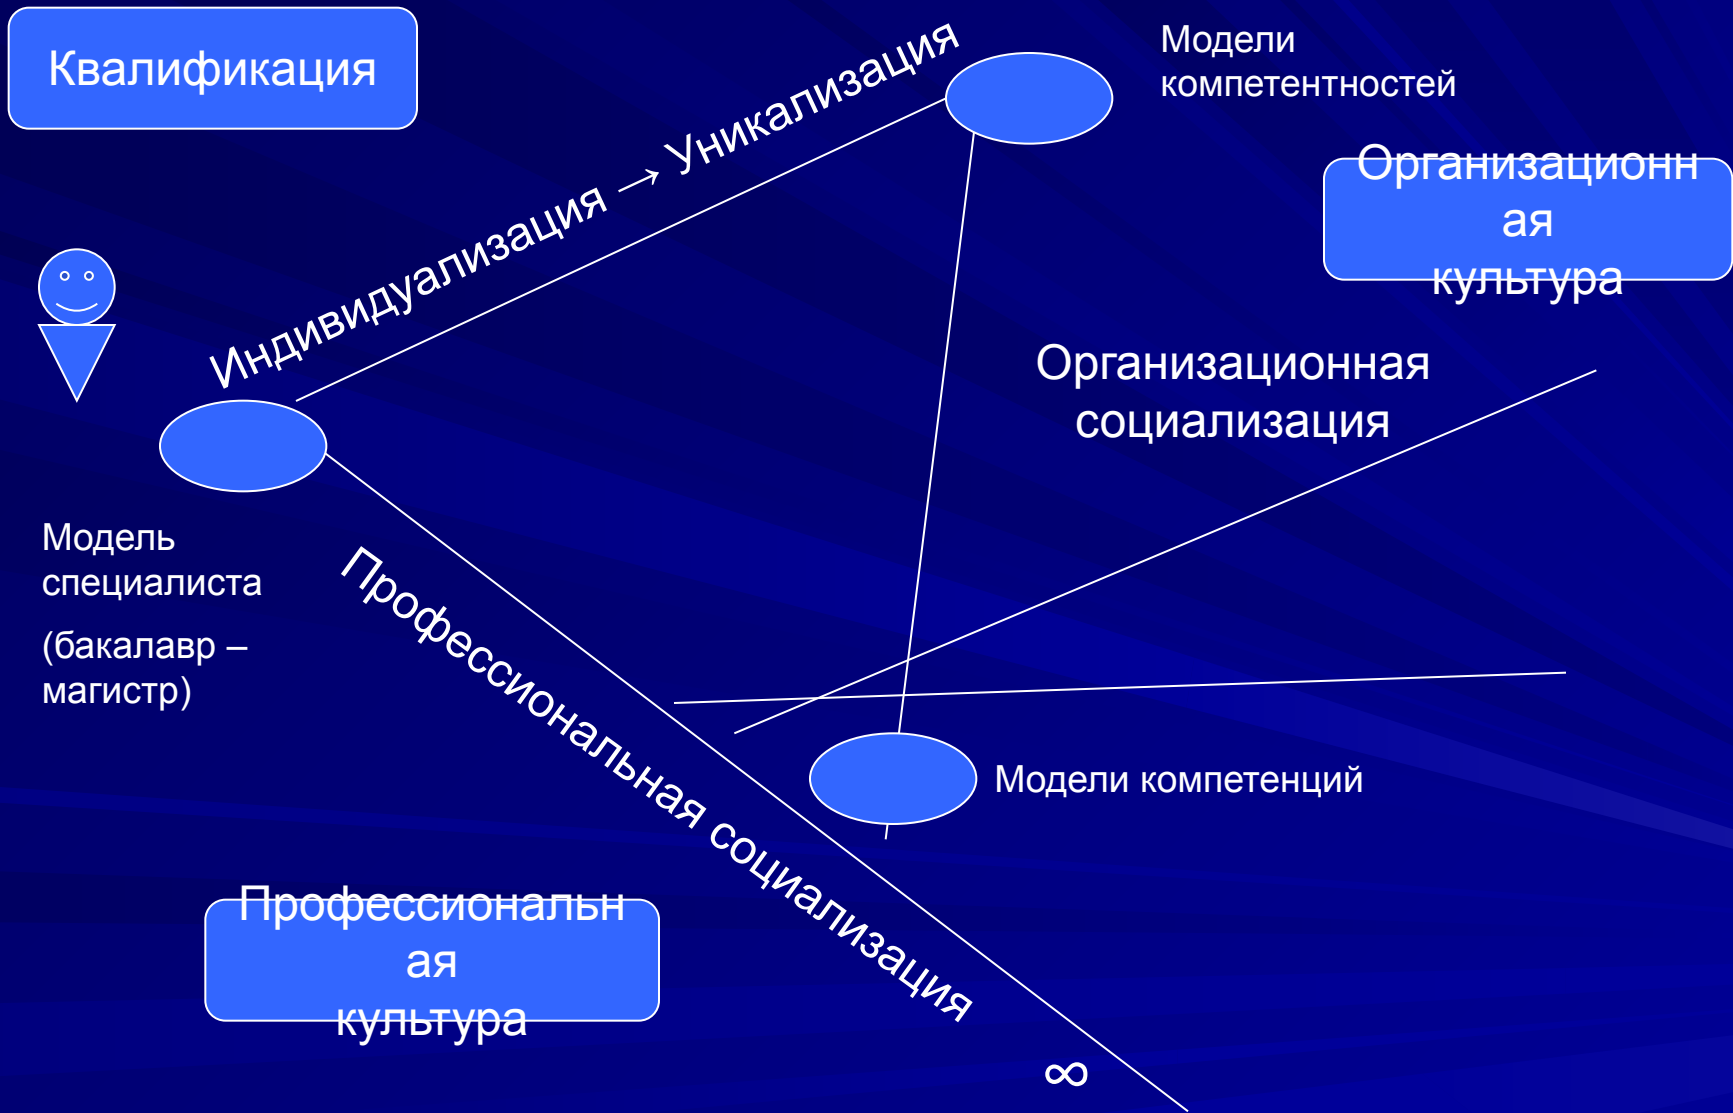 Квалификация
Индивидуализация → Уникализация
Модели
компетентностей
Организационн
ая
культура
Организационная
социализация
Модель
специалиста
(бакалавр –
магистр)
Профессиональная социализация
Модели компетенций
Профессиональн
ая
культура
∞